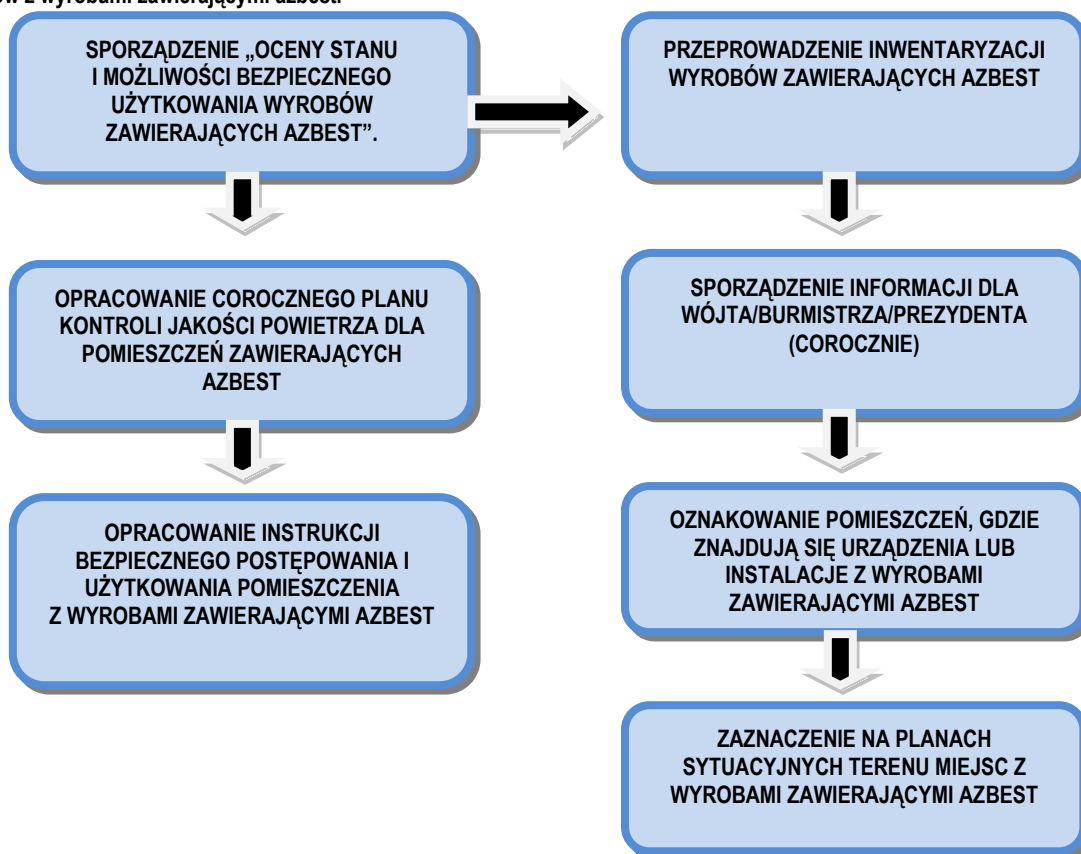 z wyrobami zawierającymi azbest.
SPORZĄDZENIE „OCENY STANU
I MOŻLIWOŚCI BEZPIECZNEGO
UŻYTKOWANIA WYROBÓW
ZAWIERAJĄCYCH AZBEST”.
OPRACOWANIE COROCZNEGO PLANU
KONTROLI JAKOŚCI POWIETRZA DLA
POMIESZCZEŃ ZAWIERAJĄCYCH
AZBEST
OPRACOWANIE INSTRUKCJI
BEZPIECZNEGO POSTĘPOWANIA I
UŻYTKOWANIA POMIESZCZENIA
Z WYROBAMI ZAWIERAJĄCYMI AZBEST
PRZEPROWADZENIE INWENTARYZACJI
WYROBÓW ZAWIERAJĄCYCH AZBEST
SPORZĄDZENIE INFORMACJI DLA
WÓJTA/BURMISTRZA/PREZYDENTA
(COROCZNIE)
OZNAKOWANIE POMIESZCZEŃ, GDZIE
ZNAJDUJĄ SIĘ URZĄDZENIA LUB
INSTALACJE Z WYROBAMI
ZAWIERAJĄCYMI AZBEST
ZAZNACZENIE NA PLANACH
SYTUACYJNYCH TERENU MIEJSC Z
WYROBAMI ZAWIERAJĄCYMI AZBEST